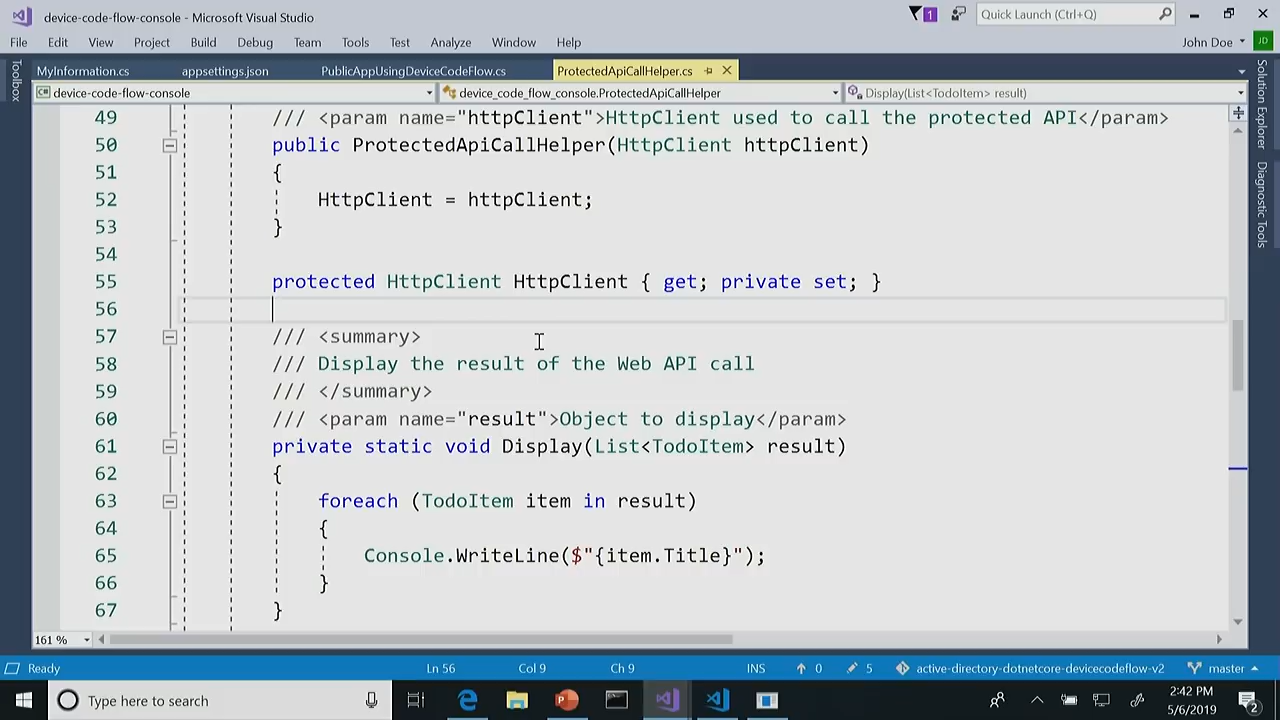 device-code-flow-console - Microsoft Visual Studio
1
Quick Launch (Ctrl+Q)
File Edit View Project Build Debug Team Tools Test Analyze Window Help
John Doe
JD
Toolbox
MyInformation.cs appsettings.json PublicAppUsingDeviceCodeFlow.cs ProtectedApiCallHelper.cs
device-code-flow-console device_code_flow_console.ProtectedApiCallHelper Display(List<TodoItem> result)
Solution Explorer
Diagnostic Tools
49 /// <param name="httpClient">HttpClient used to call the protected API</param>
50 public ProtectedApiCallHelper(HttpClient httpClient)
51 {
52 HttpClient = httpClient;
53 }
54
55 protected HttpClient HttpClient { get; private set; }
56
57 /// <summary>
58 /// Display the result of the Web API call
59 /// </summary>
60 /// <param name="result">Object to display</param>
61 private static void Display(List<TodoItem> result)
62 {
63 foreach (TodoItem item in result)
64 {
65 Console.WriteLine($"{item.Title}");
66 }
67 }
161 %
Ready Ln 56 Col 9 Ch 9 INS 0 5 active-directory-dotnetcore-devicecodeflow-v2 master
Type here to search
2:42 PM
5/6/2019
2